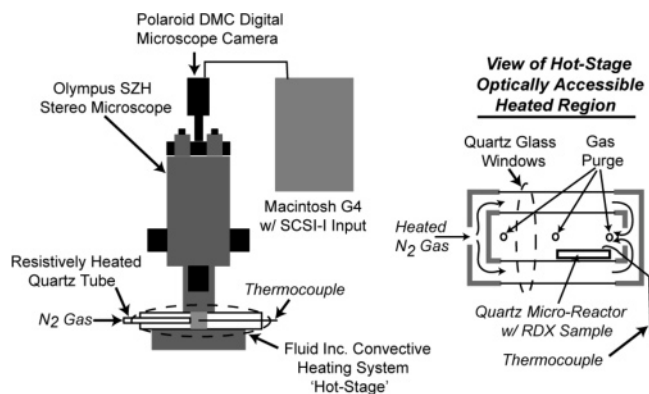 Polaroid DMC Digital
Microscope Camera
Olympus SZH
Stereo Microscope
Macintosh G4
w/ SCSI-I Input
Resistively Heated
Quartz Tube
Thermocouple
N2 Gas
Fluid Inc. Convective
Heating System
'Hot-Stage'
View of Hot-Stage
Optically Accessible
Heated Region
Quartz Glass
Windows
Gas
Purge
Heated
N2 Gas
Quartz Micro-Reactor
w/ RDX Sample
Thermocouple